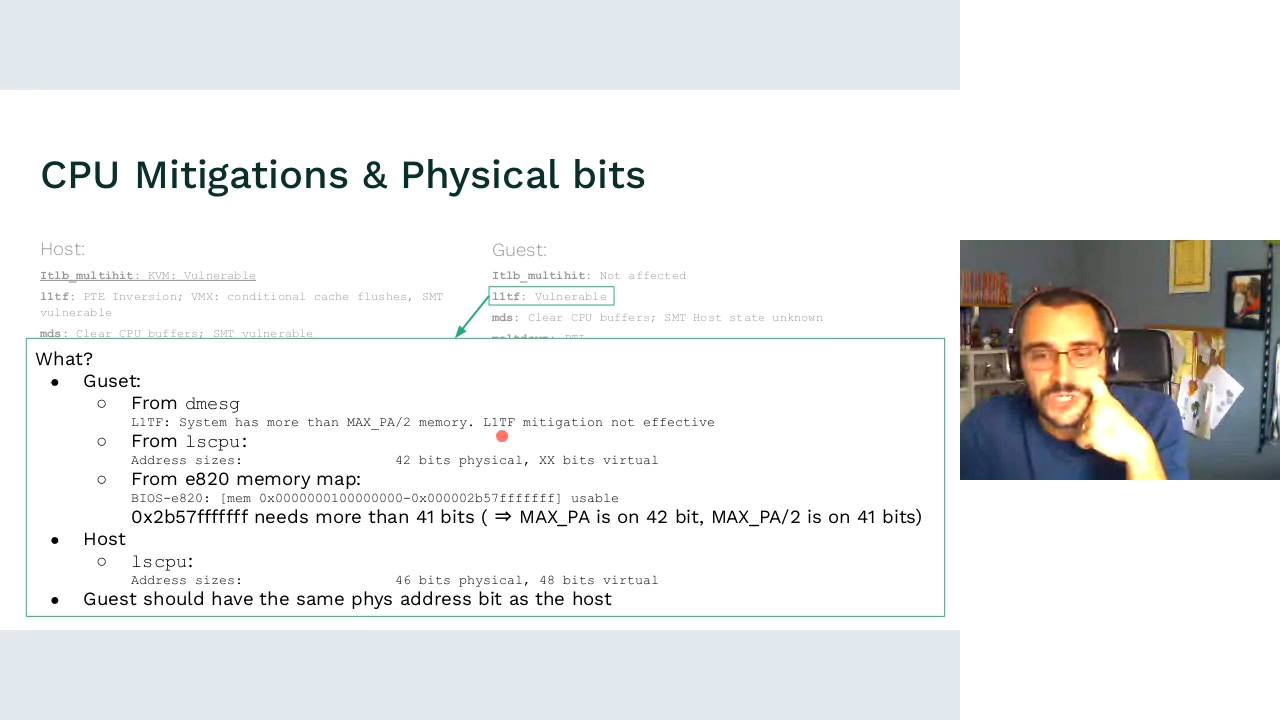 CPU Mitigations & Physical bits
Host:
Itlb_multihit: KVM: Vulnerable
l1tf: PTE Inversion; VMX: conditional cache flushes, SMT
vulnerable
mds: Clear CPU buffers; SMT vulnerable
Guest:
Itlb_multihit: Not affected
l1tf: Vulnerable
mds: Clear CPU buffers; SMT Host state unknown
meltdown: PTI
What?
● Guset:
○ From dmesg
L1TF: System has more than MAX_PA/2 memory. L1TF mitigation not effective
○ From lscpu:
Address sizes: 42 bits physical, XX bits virtual
○ From e820 memory map:
BIOS-e820: [mem 0x0000000100000000-0x000002b57fffffff] usable
0x2b57fffffff needs more than 41 bits ( ⇒ MAX_PA is on 42 bit, MAX_PA/2 is on 41 bits)
● Host
○ lscpu:
Address sizes: 46 bits physical, 48 bits virtual
● Guest should have the same phys address bit as the host